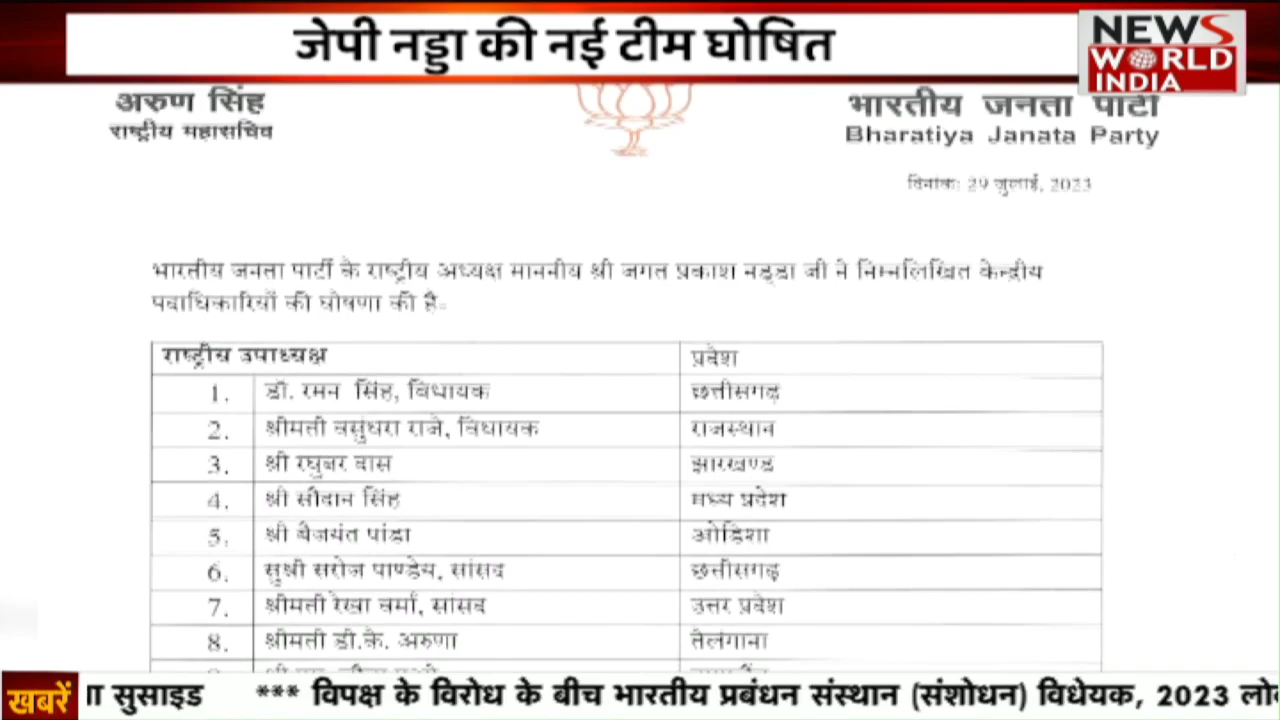 जेपी नड्डा की नई टीम घोषित
NEWS
WORLD
INDIA
अरुण सिंह
राष्ट्रीय महासचिव
भारतीय जनता पार्टी
Bharatiya Janata Party
दिनांक: 29 जुलाई, 2023
भारतीय जनता पार्टी के राष्ट्रीय अध्यक्ष माननीय श्री जगत प्रकाश नड्डा जी ने निम्नलिखित केन्द्रीय
पदाधिकारियों की घोषणा की है-
राष्ट्रीय उपाध्यक्ष प्रदेश
1. डॉ. रमन सिंह, विधायक छत्तीसगढ़
2. श्रीमती वसुंधरा राजे, विधायक राजस्थान
3. श्री रघुबर दास झारखण्ड
4. श्री सौदान सिंह मध्य प्रदेश
5. श्री बैजयंत पांडा ओडिशा
6. सुश्री सरोज पाण्डेय, सांसद छत्तीसगढ़
7. श्रीमती रेखा वर्मा, सांसद उत्तर प्रदेश
8. श्रीमती डी.के. अरुणा तेलंगाना
खबरें सुसाइड *** विपक्ष के विरोध के बीच भारतीय प्रबंधन संस्थान (संशोधन) विधेयक, 2023